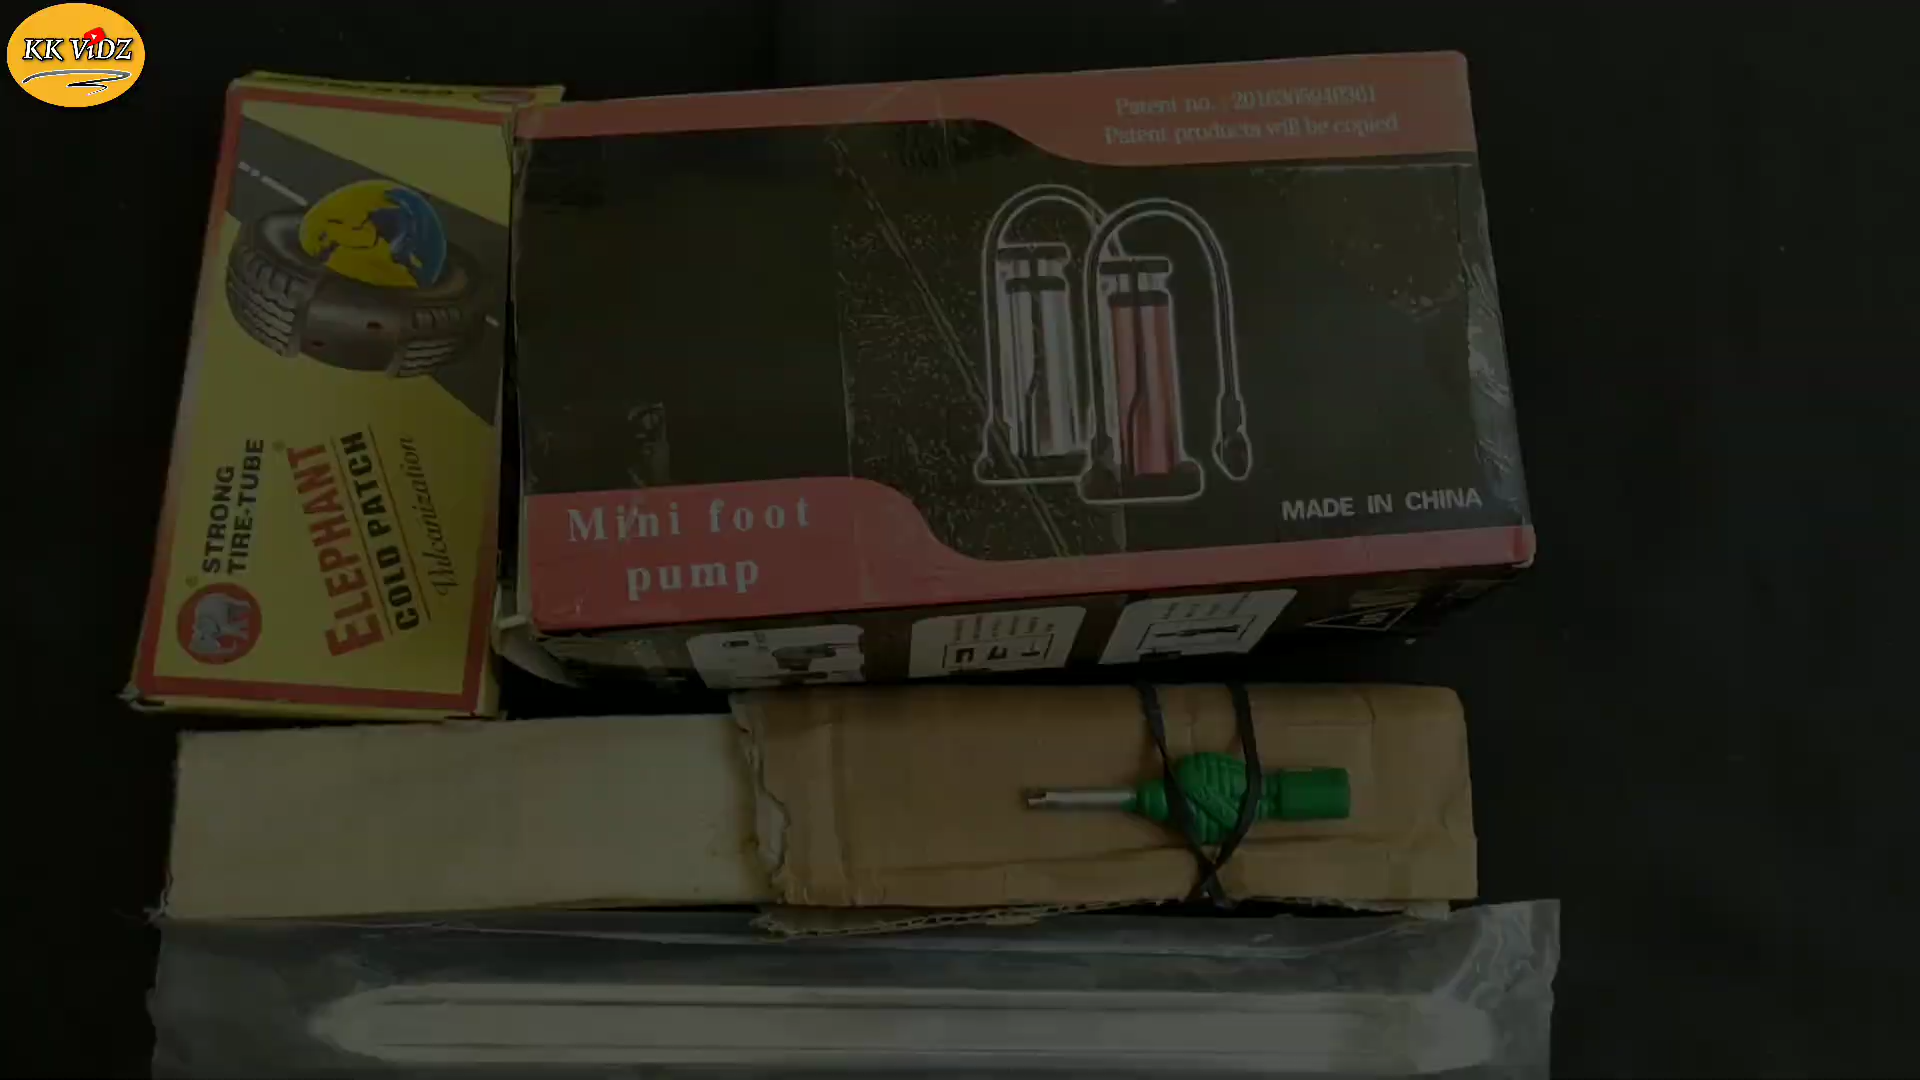 KK ViDZ
Patent no. : 2016305940361
Patent products will be copied
STRONG
TIRE-TUBE
ELEPHANT
COLD PATCH
Vulcanization
Mini foot
pump
MADE IN CHINA